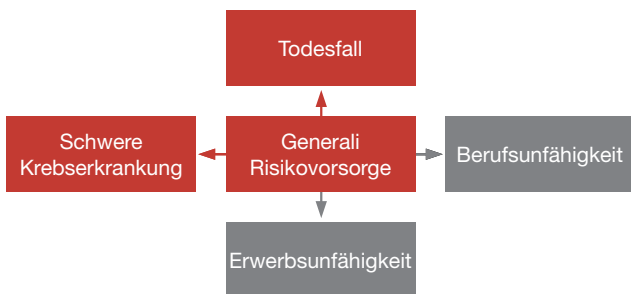 Todesfall
Schwere
Krebserkrankung
Generali
Risikovorsorge
Berufsunfähigkeit
Erwerbsunfähigkeit